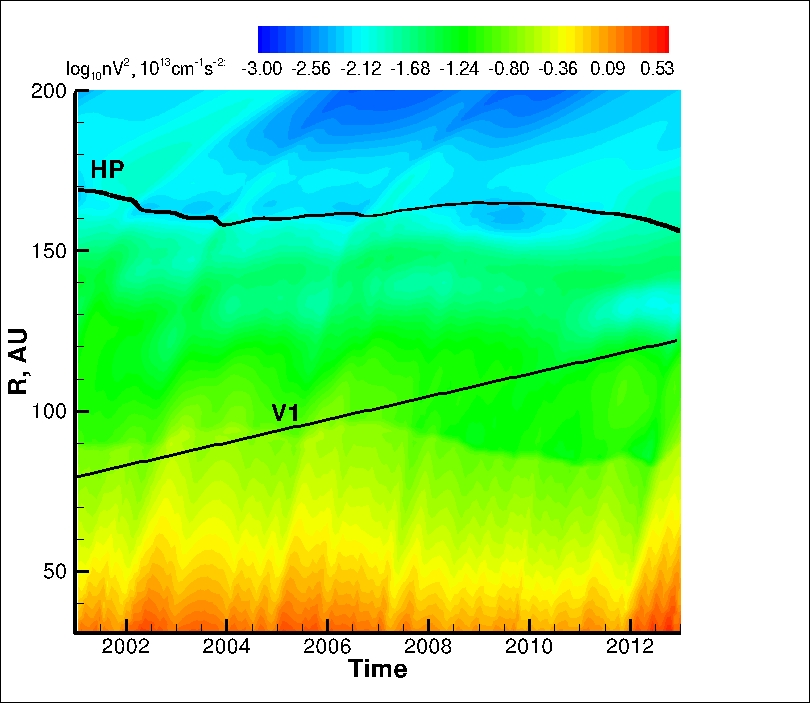 log₁₀nV², 10¹³cm⁻¹s⁻²: -3.00 -2.56 -2.12 -1.68 -1.24 -0.80 -0.36 0.09 0.53
200
HP
150
R, AU
100
V1
50
2002 2004 2006 2008 2010 2012
Time